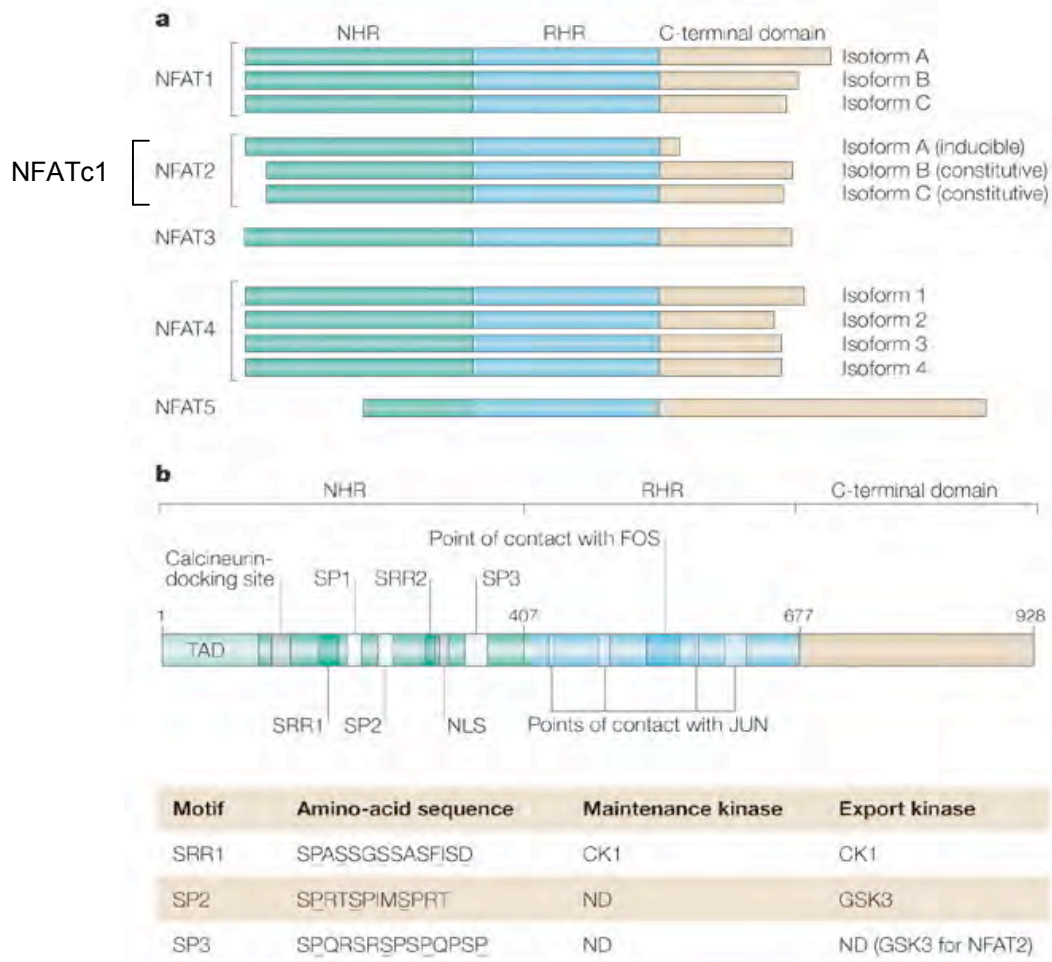 a
NHR RHR C-terminal domain
NFAT1
Isoform A
Isoform B
Isoform C
NFATc1
NFAT2
Isoform A (inducible)
Isoform B (constitutive)
Isoform C (constitutive)
NFAT3
NFAT4
Isoform 1
Isoform 2
Isoform 3
Isoform 4
NFAT5
b
NHR RHR C-terminal domain
Point of contact with FOS
Calcineurin-
docking site SP1 SRR2 SP3
1 407 677 928
TAD
SRR1 SP2 NLS Points of contact with JUN
Motif Amino-acid sequence Maintenance kinase Export kinase
SRR1 SPASSGSSASFISD CK1 CK1
SP2 SPRTSPIMSPRT ND GSK3
SP3 SPQRSRSPSPQPSP ND ND (GSK3 for NFAT2)